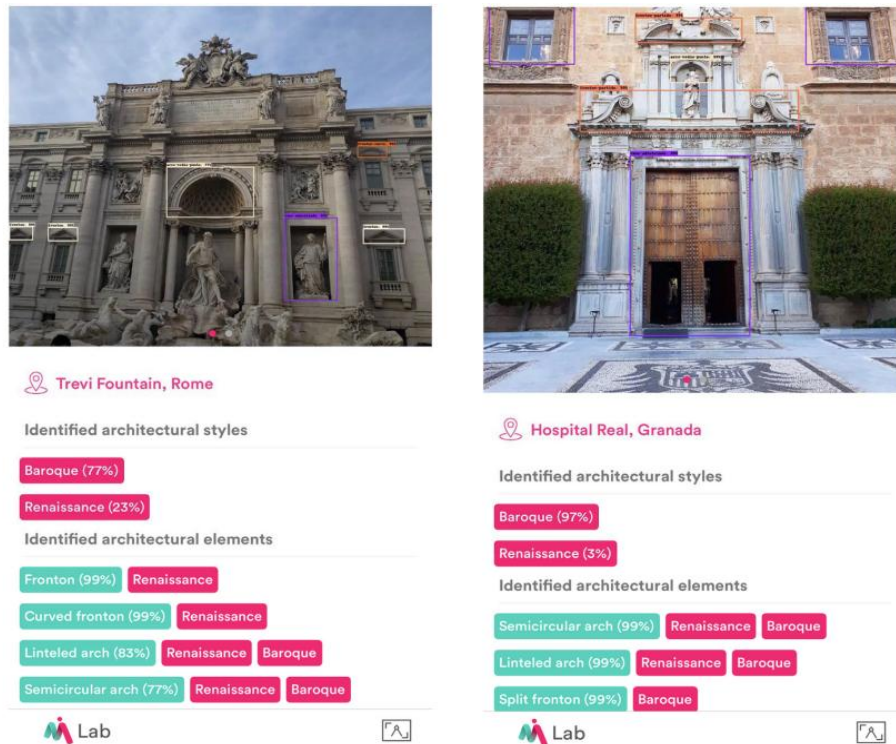 Trevi Fountain, Rome
Identified architectural styles
Baroque (77%)
Renaissance (23%)
Identified architectural elements
Fronton (99%) Renaissance
Curved fronton (99%) Renaissance
Linteled arch (83%) Renaissance Baroque
Semicircular arch (77%) Renaissance Baroque
Lab
Hospital Real, Granada
Identified architectural styles
Baroque (97%)
Renaissance (3%)
Identified architectural elements
Semicircular arch (99%) Renaissance Baroque
Linteled arch (99%) Renaissance Baroque
Split fronton (99%) Baroque
Lab